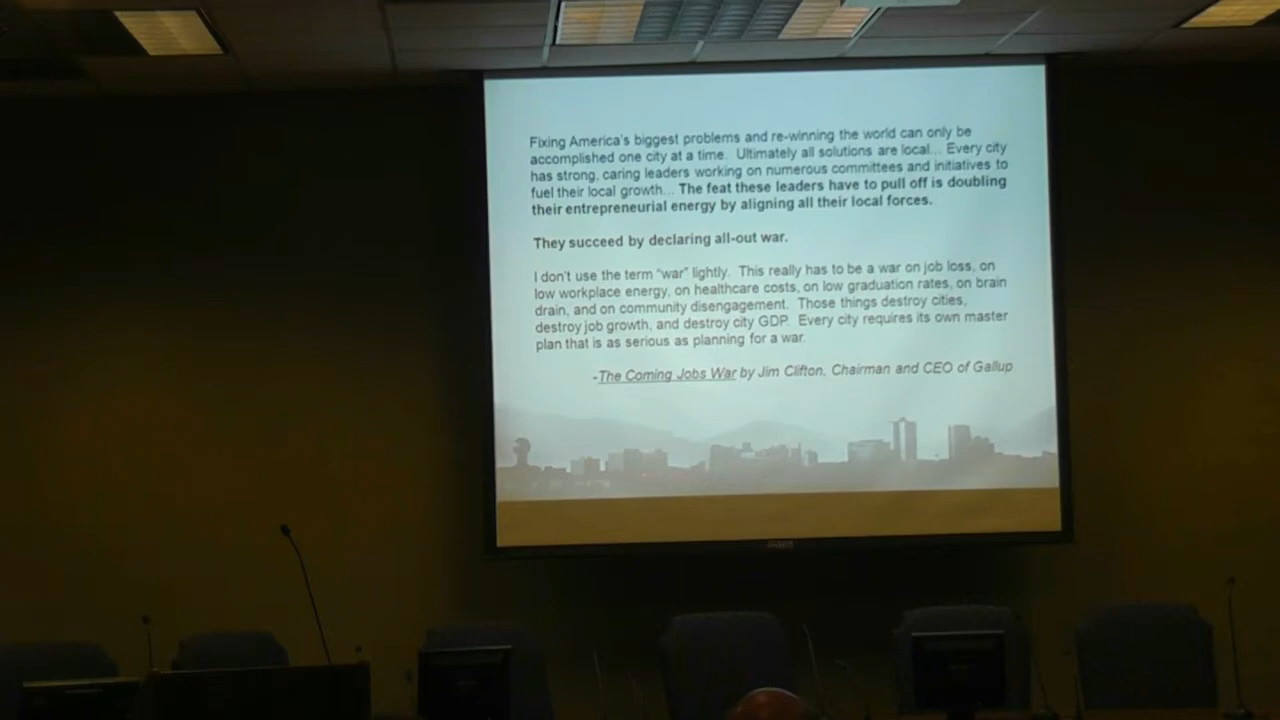 Fixing America's biggest problems and re-winning the world can only be
accomplished one city at a time. Ultimately all solutions are local... Every city
has strong, caring leaders working on numerous committees and initiatives to
fuel their local growth... The feat these leaders have to pull off is doubling
their entrepreneurial energy by aligning all their local forces.
They succeed by declaring all-out war.
I don't use the term "war" lightly. This really has to be a war on job loss, on
low workplace energy, on healthcare costs, on low graduation rates, on brain
drain, and on community disengagement. Those things destroy cities,
destroy job growth, and destroy city GDP. Every city requires its own master
plan that is as serious as planning for a war.
-The Coming Jobs War by Jim Clifton, Chairman and CEO of Gallup